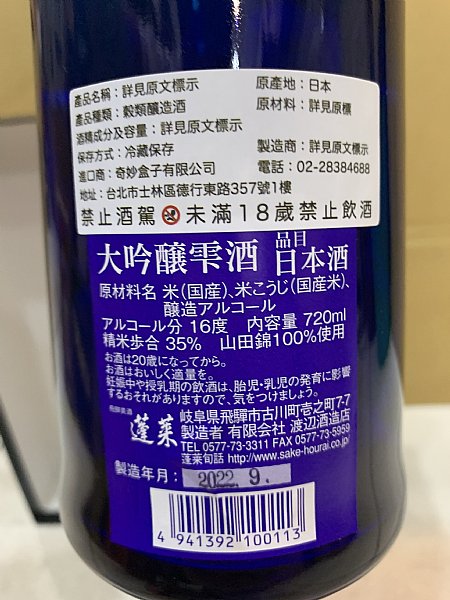 產品名稱：詳見原文標示 原產地：日本
產品種類：穀類釀造酒 原材料：詳見原標
酒精成分及容量：詳見原文標示
保存方式：冷藏保存 製造商：詳見原文標示
進口商：奇妙盒子有限公司 電話：02-28384688
地址：台北市士林區德行東路357號1樓
禁止酒駕 未滿18歲禁止飲酒
大吟醸雫酒 品目 日本酒
原材料名 米(国産)、米こうじ(国産米)、
醸造アルコール
アルコール分 16度 内容量 720ml
精米歩合 35% 山田錦100%使用
お酒は20歳になってから。
お酒はおいしく適量を。
妊娠中や授乳期の飲酒は、胎児・乳児の発育に影響
するおそれがありますので、気をつけましょう。
飛騨美酒
蓬莱
岐阜県飛騨市古川町壱之町7-7
製造者 有限会社 渡辺酒造店
TEL 0577-73-3311 FAX 0577-73-5959
蓬莱旬話 http://www.sake-hourai.co.jp
製造年月： 2022.9.
4 941392 100113